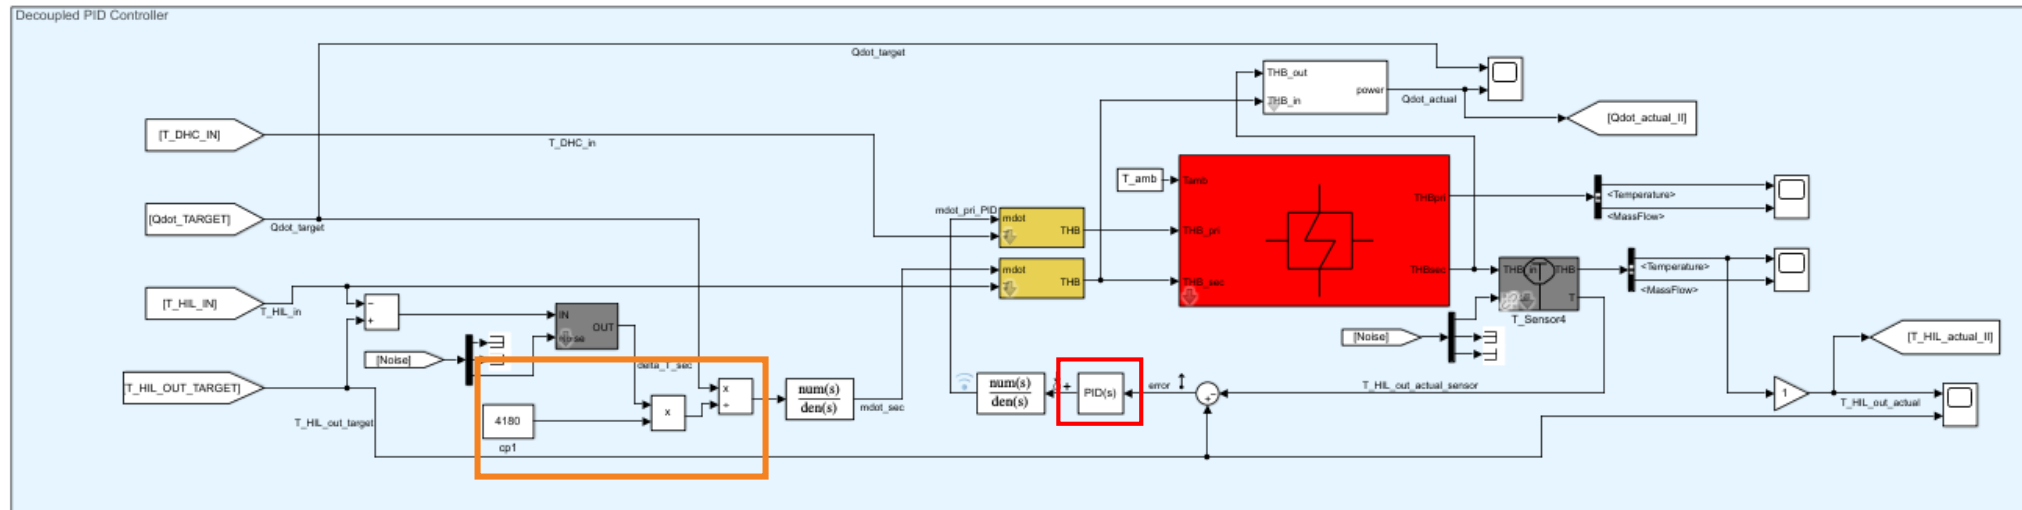 Decoupled PID Controller
Qdot_target
THB_out
THB_in
power
Qdot_actual
[Qdot_actual_II]
[T_DHC_IN]
T_DHC_in
T_amb
Tamb
THBpri
<Temperature>
<MassFlow>
[Qdot_TARGET]
Qdot_target
mdot_pri_PID
mdot
THB
THB_pri
mdot
THB
THB_sec
THBsec
THB_in
THB
T
T_Sensor4
<Temperature>
<MassFlow>
[T_HIL_IN]
T_HIL_in
−
+
IN
OUT
[Noise]
[Noise]
[T_HIL_actual_II]
T_HIL_OUT_TARGET]
T_HIL_out_target
delta_T_sec
4180
cp1
x
x
÷
num(s)
den(s)
mdot_sec
num(s)
den(s)
+
PID(s)
error
+
−
T_HIL_out_actual_sensor
1
T_HIL_out_actual